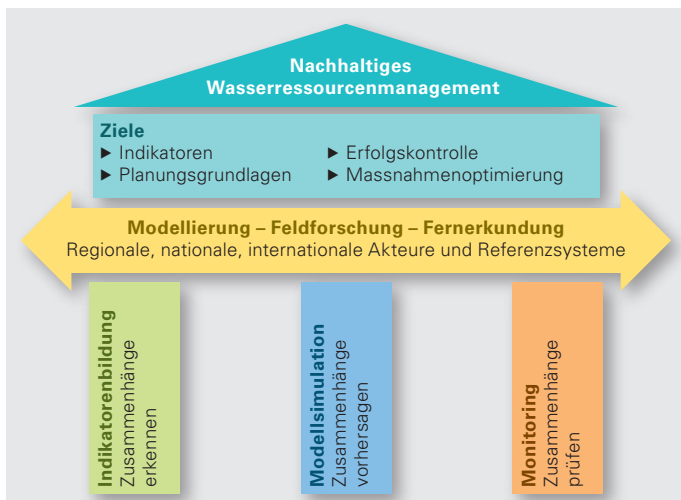 Nachhaltiges
Wasserressourcenmanagement
Ziele
► Indikatoren
► Planungsgrundlagen
► Erfolgskontrolle
► Massnahmenoptimierung
Modellierung – Feldforschung – Fernerkundung
Regionale, nationale, internationale Akteure und Referenzsysteme
Indikatorenbildung
Zusammenhänge
erkennen
Modellsimulation
Zusammenhänge
vorhersagen
Monitoring
Zusammenhänge
prüfen